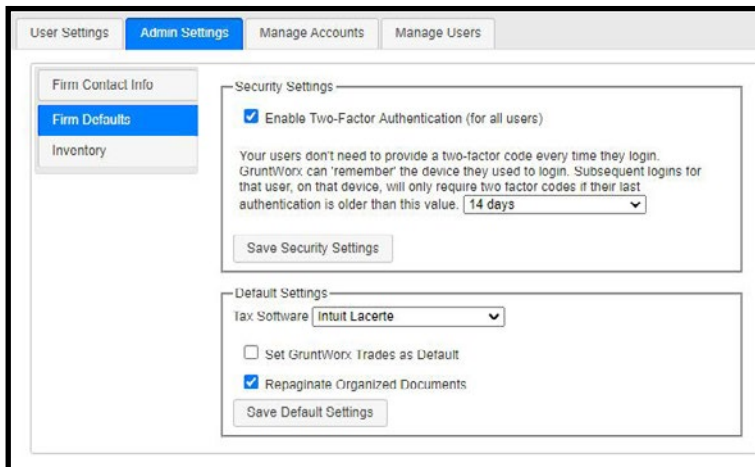 User Settings
Admin Settings
Manage Accounts
Manage Users
Firm Contact Info
Firm Defaults
Inventory
Security Settings
Enable Two-Factor Authentication (for all users)
Your users don't need to provide a two-factor code every time they login.
GruntWorx can 'remember' the device they used to login. Subsequent logins for
that user, on that device, will only require two factor codes if their last
authentication is older than this value. 14 days
Save Security Settings
Default Settings
Tax Software Intuit Lacerte
Set GruntWorx Trades as Default
Repaginate Organized Documents
Save Default Settings